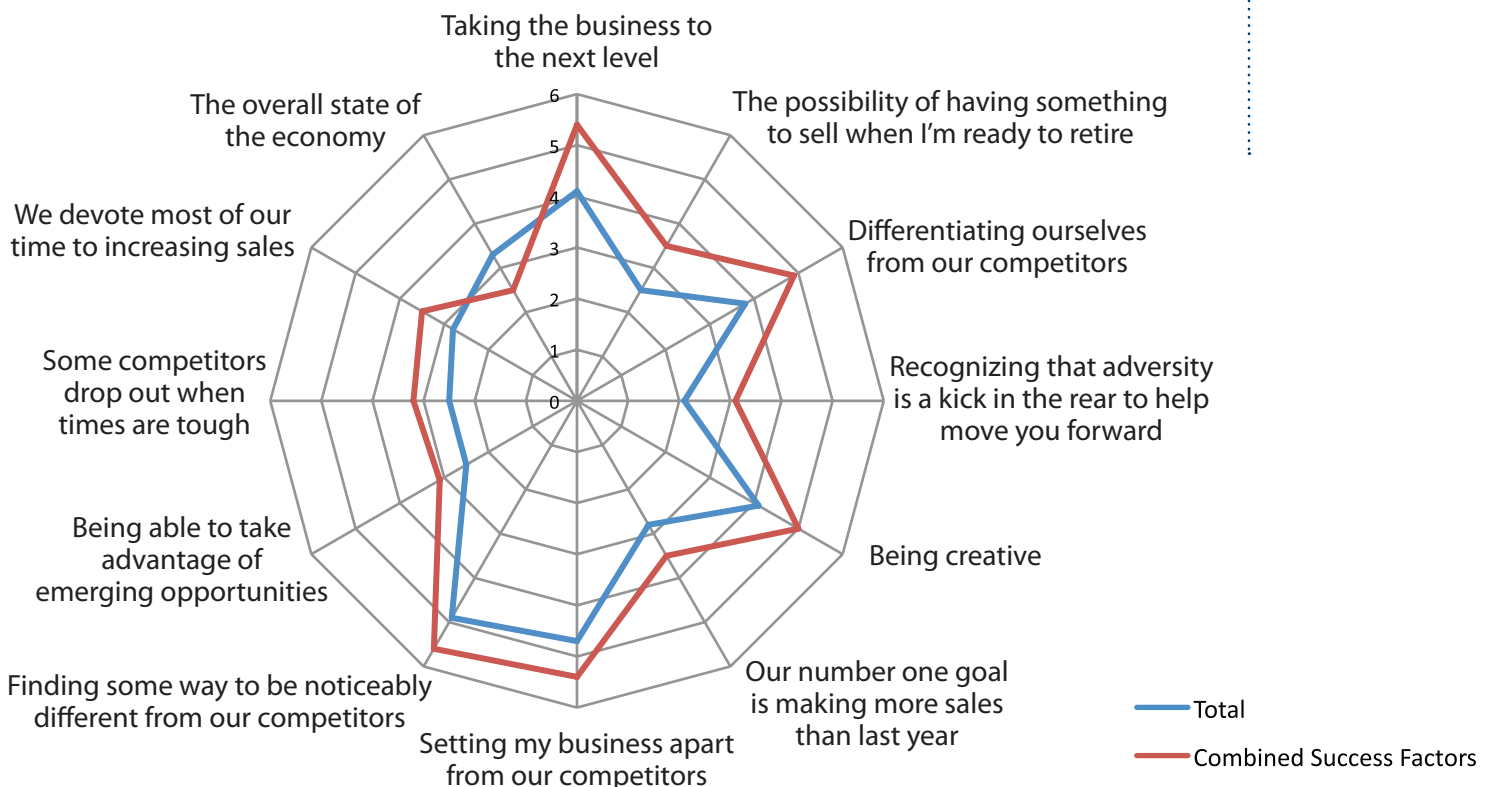 Taking the business to
the next level
The possibility of having something
to sell when I'm ready to retire
Differentiating ourselves
from our competitors
Recognizing that adversity
is a kick in the rear to help
move you forward
Being creative
Our number one goal
is making more sales
than last year
Setting my business apart
from our competitors
Finding some way to be noticeably
different from our competitors
Being able to take
advantage of
emerging opportunities
Some competitors
drop out when
times are tough
We devote most of our
time to increasing sales
The overall state of
the economy
6
5
4
3
2
1
0
Total
Combined Success Factors